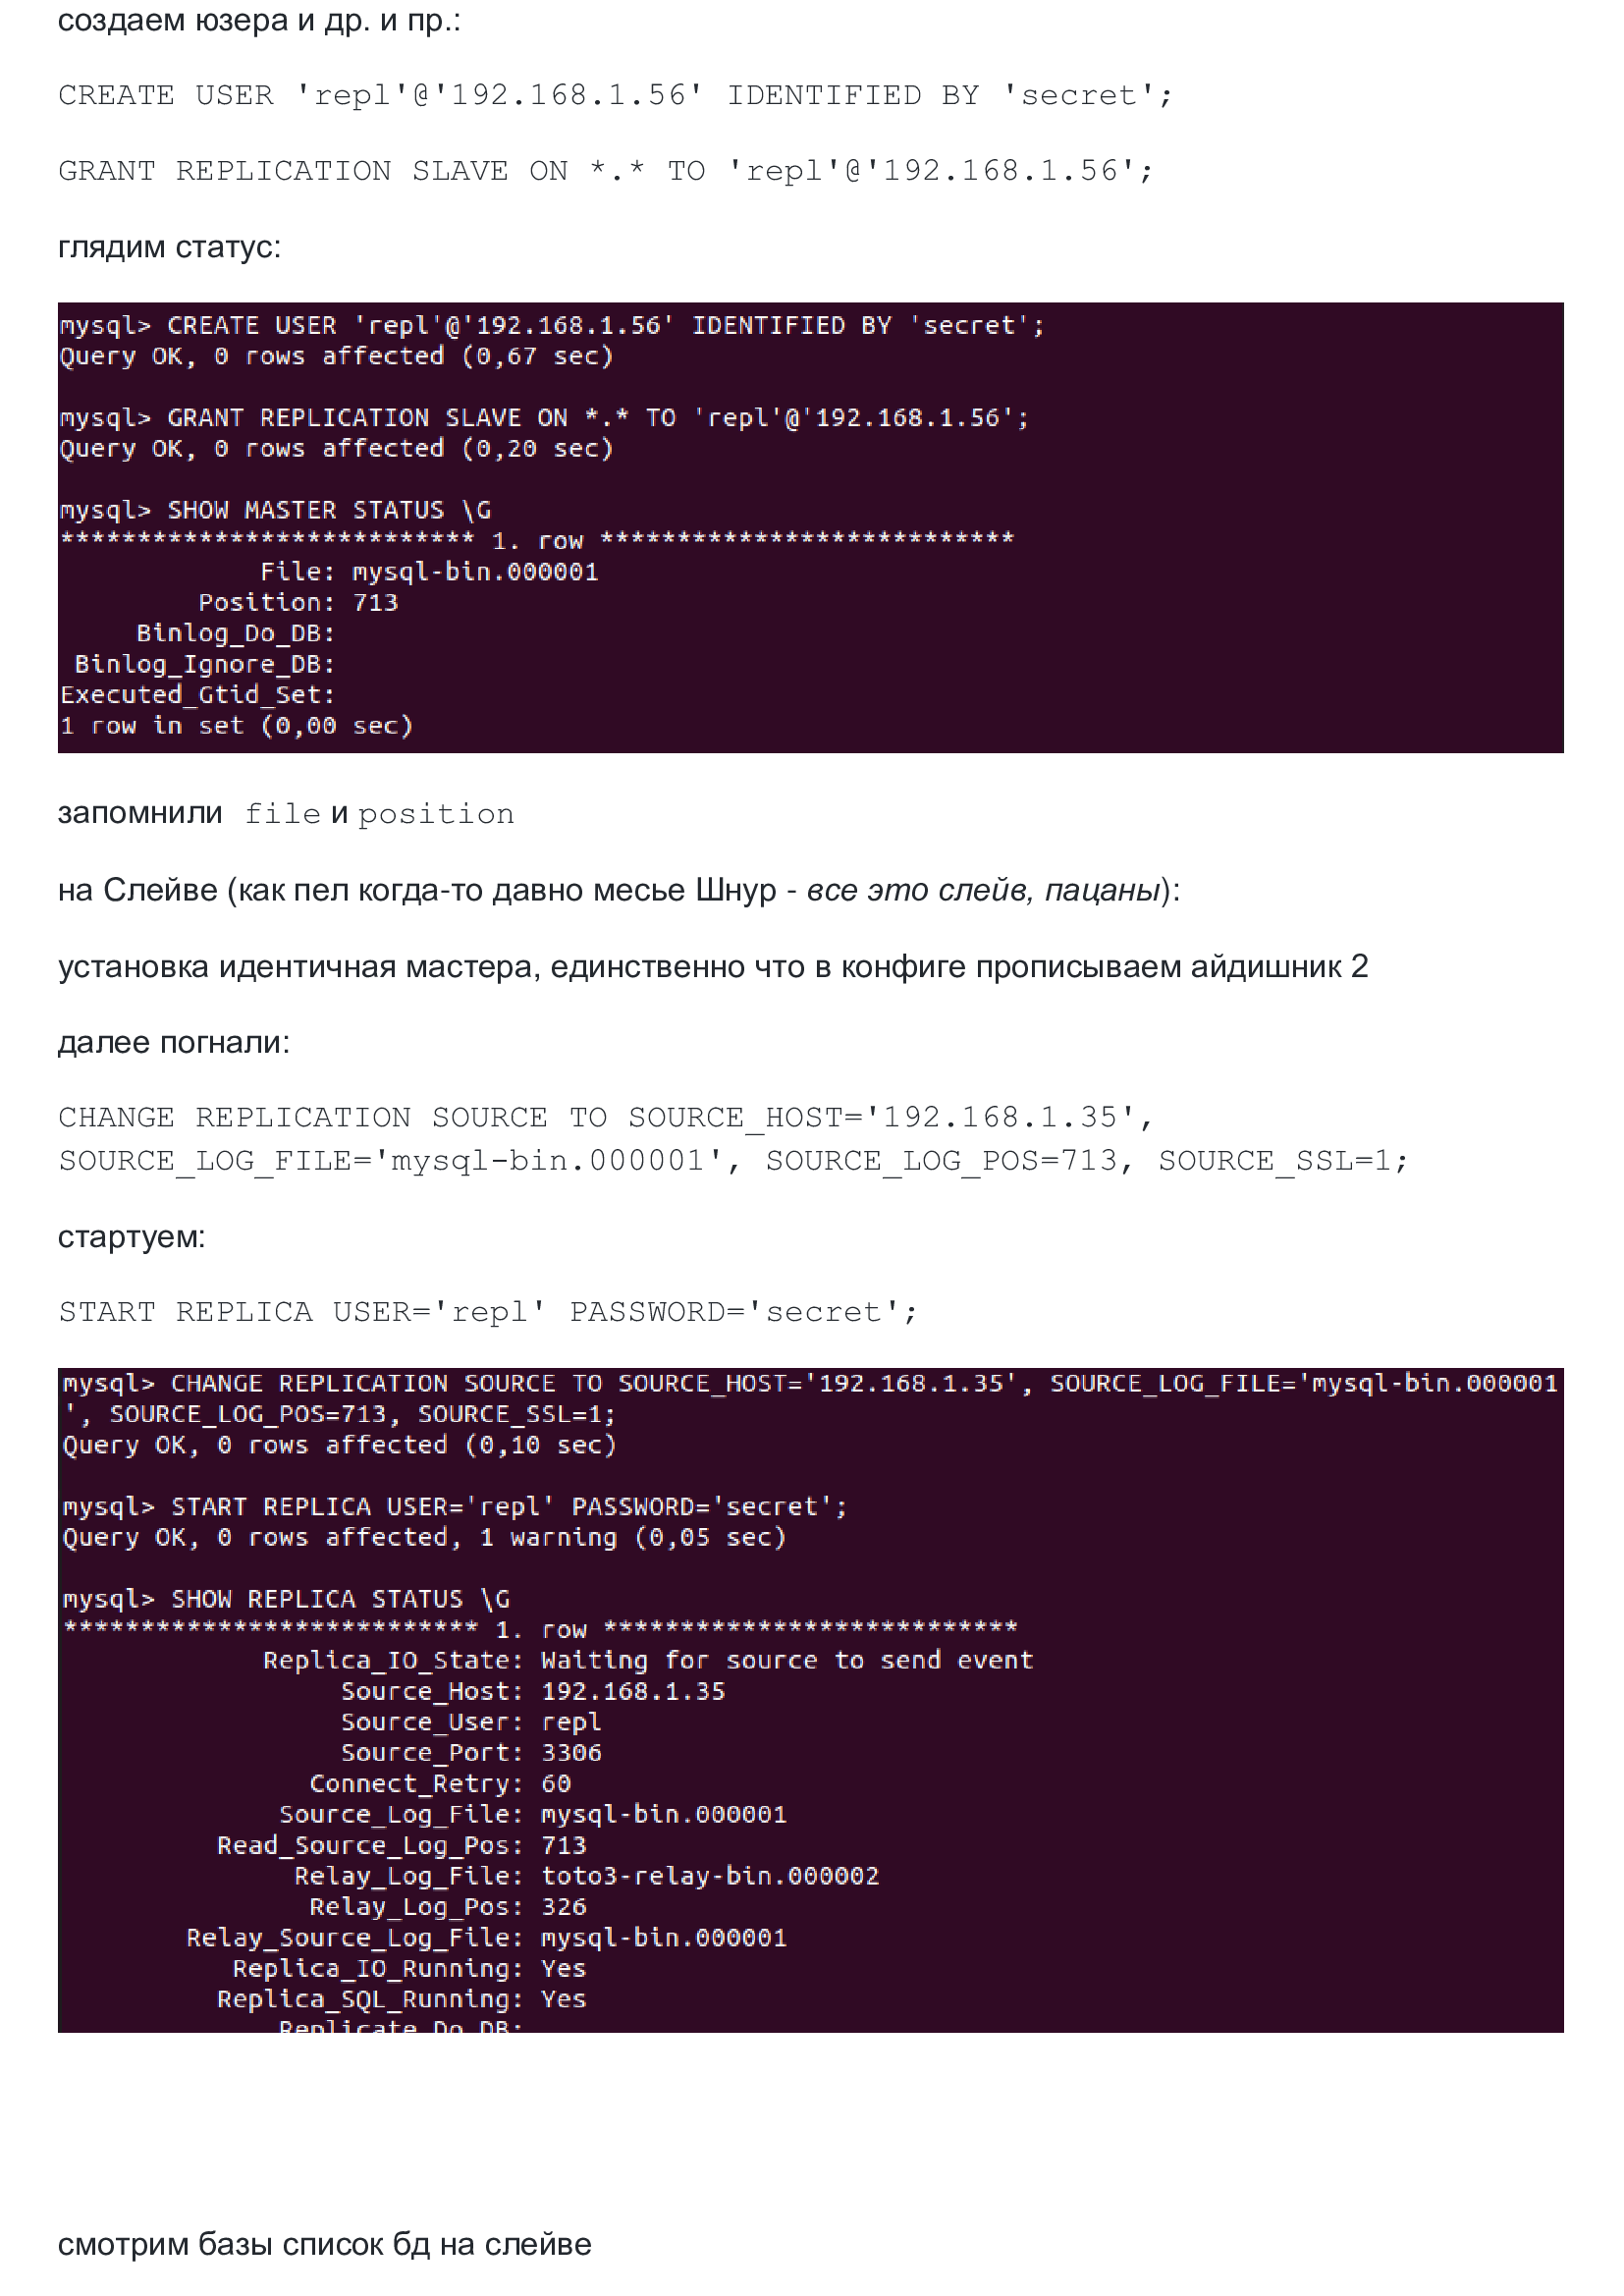 создаем юзера и др. и пр.:
CREATE USER 'repl'@'192.168.1.56' IDENTIFIED BY 'secret';
GRANT REPLICATION SLAVE ON *.* TO 'repl'@'192.168.1.56';
глядим статус:
mysql> CREATE USER 'repl'@'192.168.1.56' IDENTIFIED BY 'secret';
Query OK, 0 rows affected (0,67 sec)
mysql> GRANT REPLICATION SLAVE ON *.* TO 'repl'@'192.168.1.56';
Query OK, 0 rows affected (0,20 sec)
mysql> SHOW MASTER STATUS \G
*************************** 1. row ***************************
File: mysql-bin.000001
Position: 713
Binlog_Do_DB:
Binlog_Ignore_DB:
Executed_Gtid_Set:
1 row in set (0,00 sec)
запомнили file и position
на Слейве (как пел когда-то давно месье Шнур - все это слейв, пацаны):
установка идентичная мастера, единственно что в конфиге прописываем айдишник 2
далее погнали:
CHANGE REPLICATION SOURCE TO SOURCE_HOST='192.168.1.35',
SOURCE_LOG_FILE='mysql-bin.000001', SOURCE_LOG_POS=713, SOURCE_SSL=1;
стартуем:
START REPLICA USER='repl' PASSWORD='secret';
mysql> CHANGE REPLICATION SOURCE TO SOURCE_HOST='192.168.1.35', SOURCE_LOG_FILE='mysql-bin.000001
', SOURCE_LOG_POS=713, SOURCE_SSL=1;
Query OK, 0 rows affected (0,10 sec)
mysql> START REPLICA USER='repl' PASSWORD='secret';
Query OK, 0 rows affected, 1 warning (0,05 sec)
mysql> SHOW REPLICA STATUS \G
*************************** 1. row ***************************
Replica_IO_State: Waiting for source to send event
Source_Host: 192.168.1.35
Source_User: repl
Source_Port: 3306
Connect_Retry: 60
Source_Log_File: mysql-bin.000001
Read_Source_Log_Pos: 713
Relay_Log_File: toto3-relay-bin.000002
Relay_Log_Pos: 326
Relay_Source_Log_File: mysql-bin.000001
Replica_IO_Running: Yes
Replica_SQL_Running: Yes
Replicate_Do_DB:
смотрим базы список бд на слейве